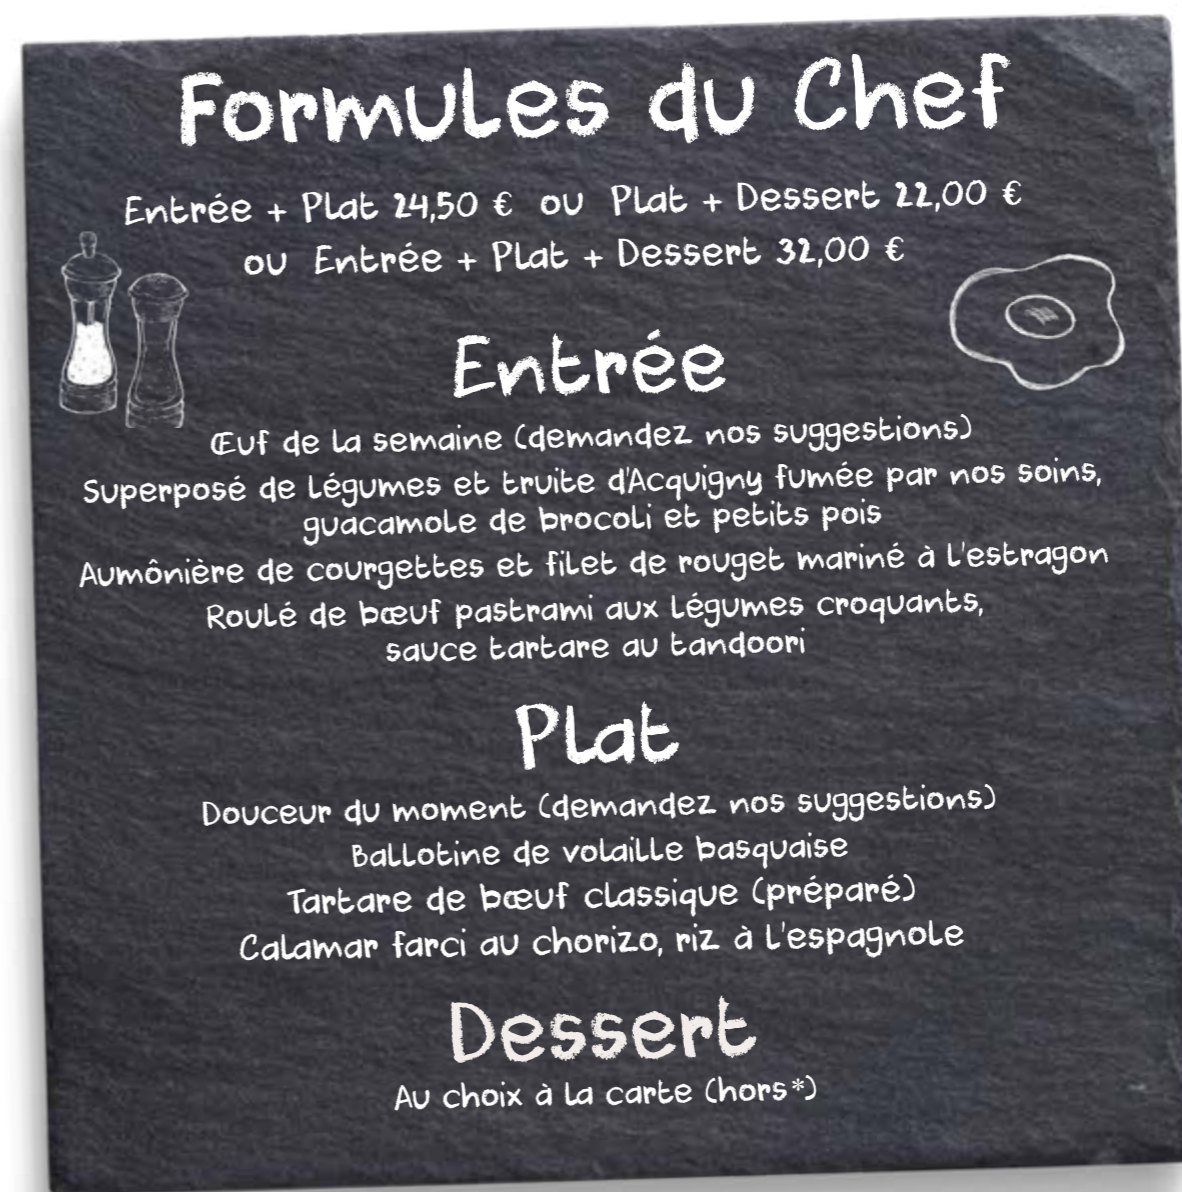 Formules du Chef
Entrée + Plat 24,50 € ou Plat + Dessert 22,00 €
ou Entrée + Plat + Dessert 32,00 €
Entrée
Œuf de la semaine (demandez nos suggestions)
Superposé de légumes et truite d'Acquigny fumée par nos soins,
guacamole de brocoli et petits pois
Aumônière de courgettes et filet de rouget mariné à l'estragon
Roulé de bœuf pastrami aux légumes croquants,
sauce tartare au tandoori
Plat
Douceur du moment (demandez nos suggestions)
Ballotine de volaille basquaise
Tartare de bœuf classique (préparé)
Calamar farci au chorizo, riz à l'espagnole
Dessert
Au choix à la carte (hors*)